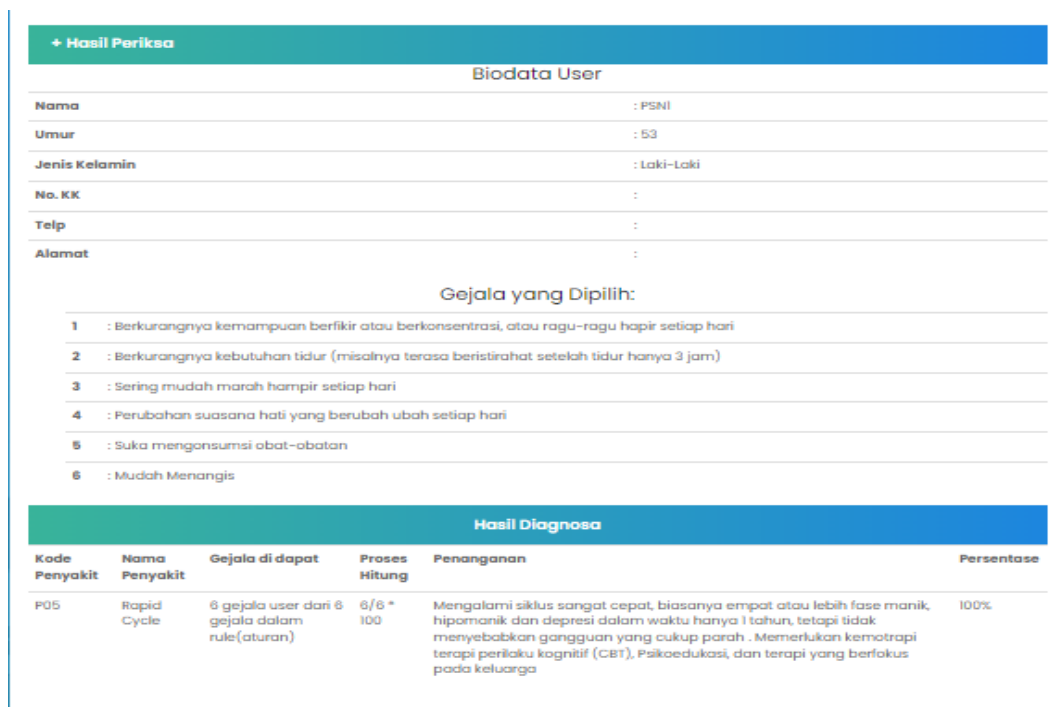 + Hasil Periksa
Biodata User
Nama : PSN1
Umur : 53
Jenis Kelamin : Laki-Laki
No. KK :
Telp :
Alamat :
Gejala yang Dipilih:
1 : Berkurangnya kemampuan berfikir atau berkonsentrasi, atau ragu-ragu hapir setiap hari
2 : Berkurangnya kebutuhan tidur (misalnya terasa beristirahat setelah tidur hanya 3 jam)
3 : Sering mudah marah hampir setiap hari
4 : Perubahan suasana hati yang berubah ubah setiap hari
5 : Suka mengonsumsi obat-obatan
6 : Mudah Menangis
Hasil Diagnosa
Kode Penyakit Nama Penyakit Gejala di dapat Proses Hitung Penanganan Persentase
P05 Rapid Cycle 6 gejala user dari 6 gejala dalam rule(aturan) 6/6 * 100 Mengalami siklus sangat cepat, biasanya empat atau lebih fase manik, hipomanik dan depresi dalam waktu hanya 1 tahun, tetapi tidak menyebabkan gangguan yang cukup parah . Memerlukan kemotrapi terapi perilaku kognitif (CBT), Psikoedukasi, dan terapi yang berfokus pada keluarga 100%